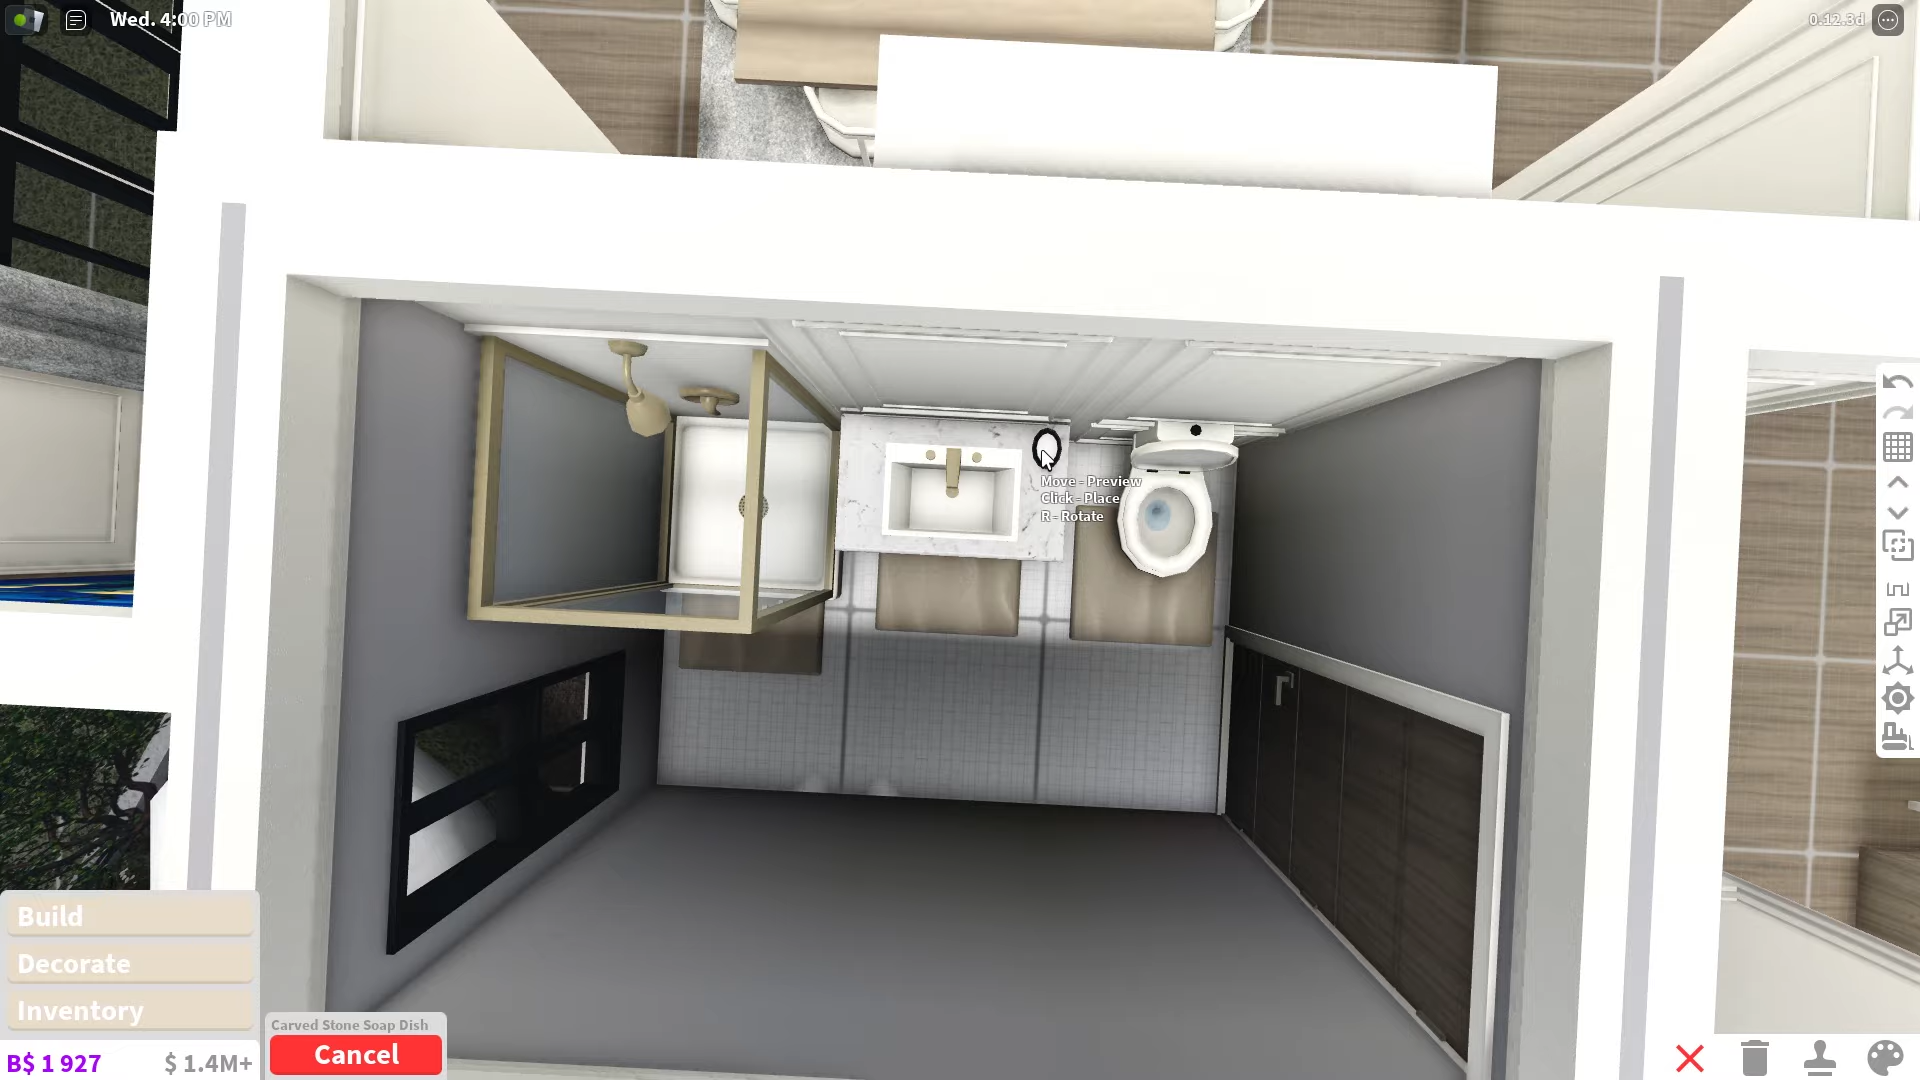 Wed. 4:00 PM
0.12.3d
Move - Preview
Click - Place
R - Rotate
Build
Decorate
Inventory
Carved Stone Soap Dish
Cancel
B$ 1 927
$ 1.4M+